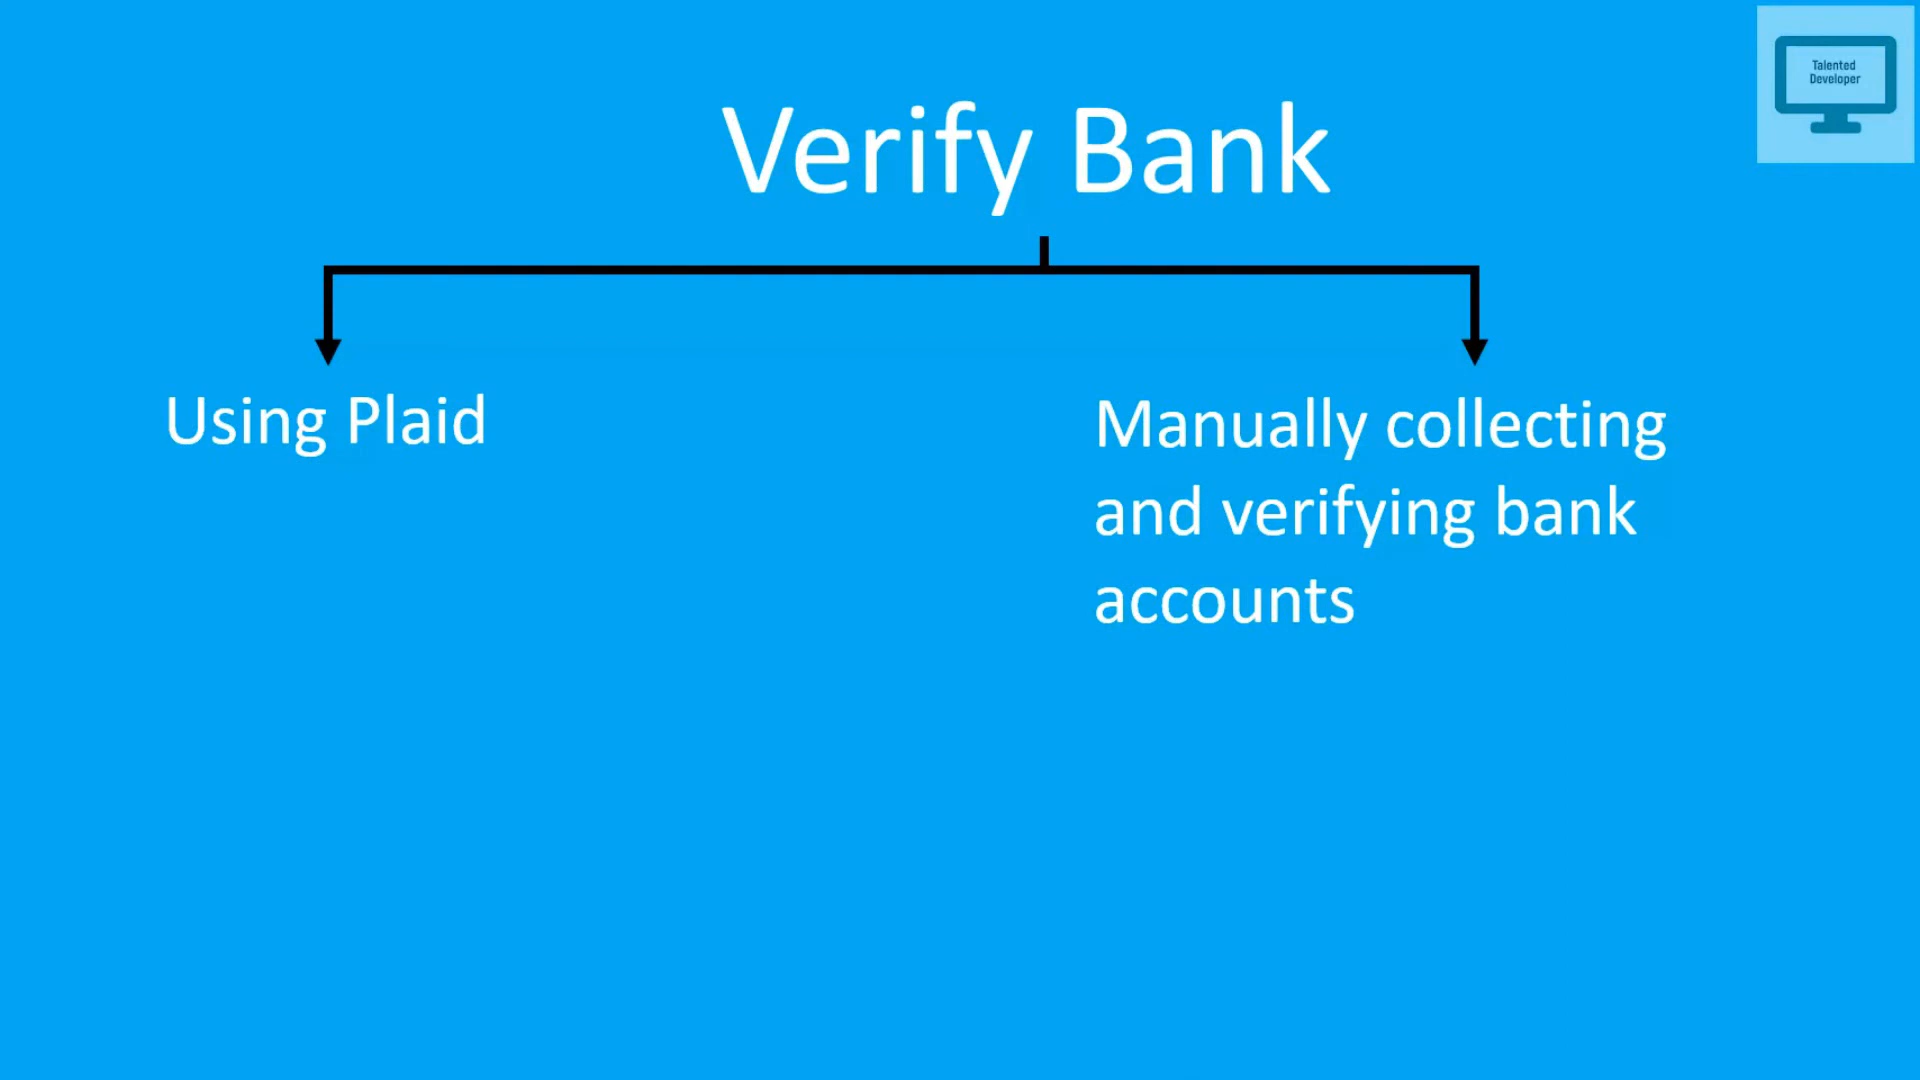 Talented
Developer
Verify Bank
Using Plaid
Manually collecting
and verifying bank
accounts